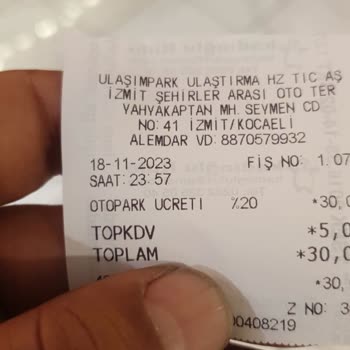 ULAŞIMPARK ULAŞTIRMA HZ TIC AŞ
İZMİT ŞEHİRLER ARASI OTO TER
YAHYAKAPTAN MH. SEYMEN CD
NO: 41 İZMİT/KOCAELİ
ALEMDAR VD: 8870579932
18-11-2023 FİŞ NO: 1.07
SAAT: 23:57
OTOPARK UCRETI %20 *30,0
TOPKDV *5,0
TOPLAM *30,0
*30,
Z NO: 3
00408219